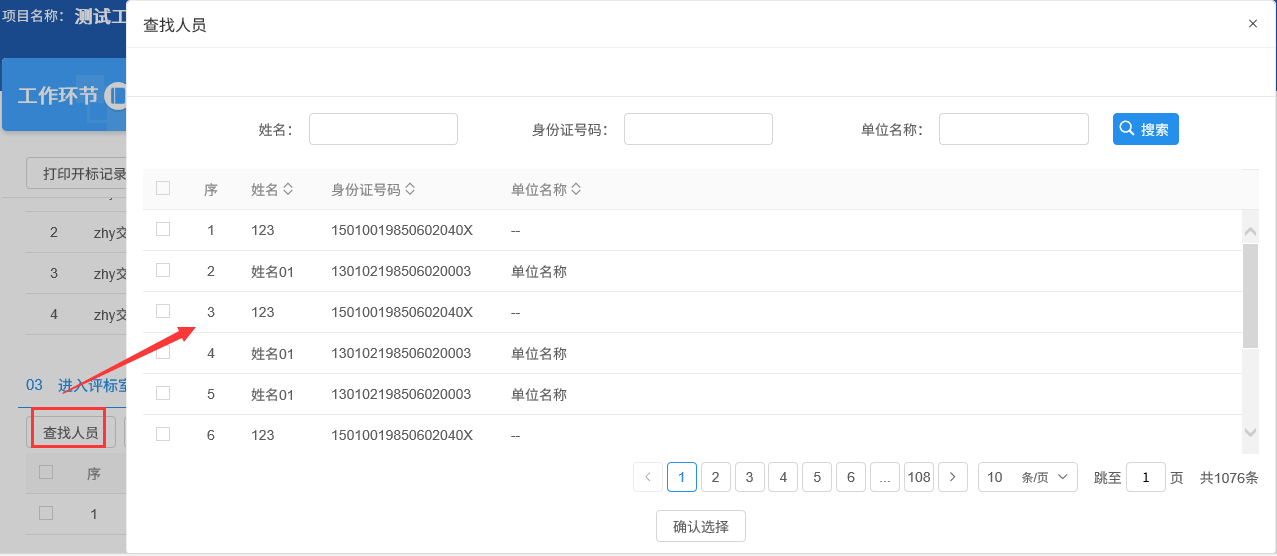 项目名称： 测试工
查找人员
工作环节
姓名： 身份证号码： 单位名称： 搜索
打印开标记录
序 姓名 身份证号码 单位名称
1 123 15010019850602040X --
2 zhy交
2 姓名01 130102198506020003 单位名称
3 zhy交
3 123 15010019850602040X --
4 zhy交
4 姓名01 130102198506020003 单位名称
03 进入评标室
5 姓名01 130102198506020003 单位名称
查找人员
6 123 15010019850602040X --
序
1 2 3 4 5 6 ... 108 10 条/页 跳至 1 页 共1076条
1
确认选择